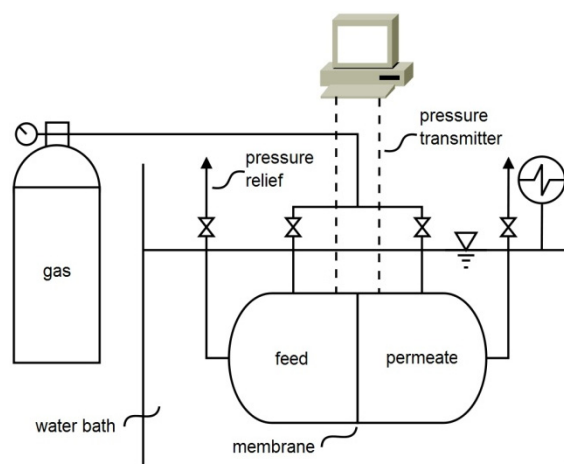 pressure
transmitter
pressure
relief
gas
feed
permeate
water bath
membrane